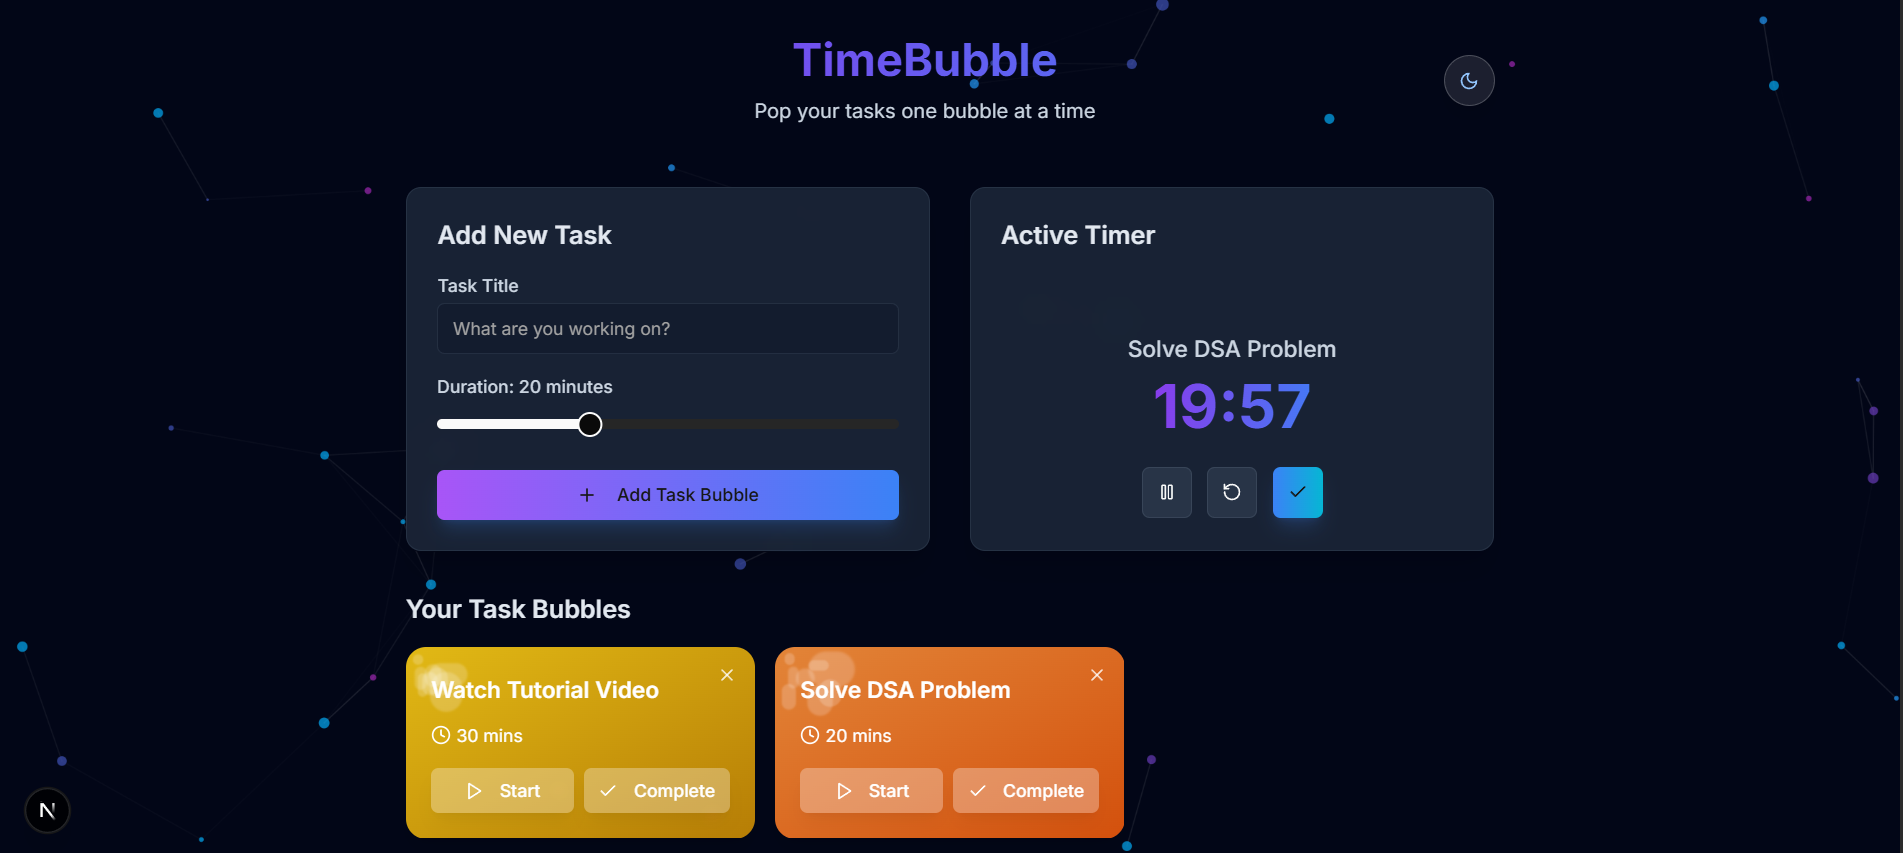 TimeBubble
Pop your tasks one bubble at a time
Add New Task
Task Title
What are you working on?
Duration: 20 minutes
Add Task Bubble
Active Timer
Solve DSA Problem
19:57
Your Task Bubbles
Watch Tutorial Video
30 mins
Start
Complete
Solve DSA Problem
20 mins
Start
Complete
N